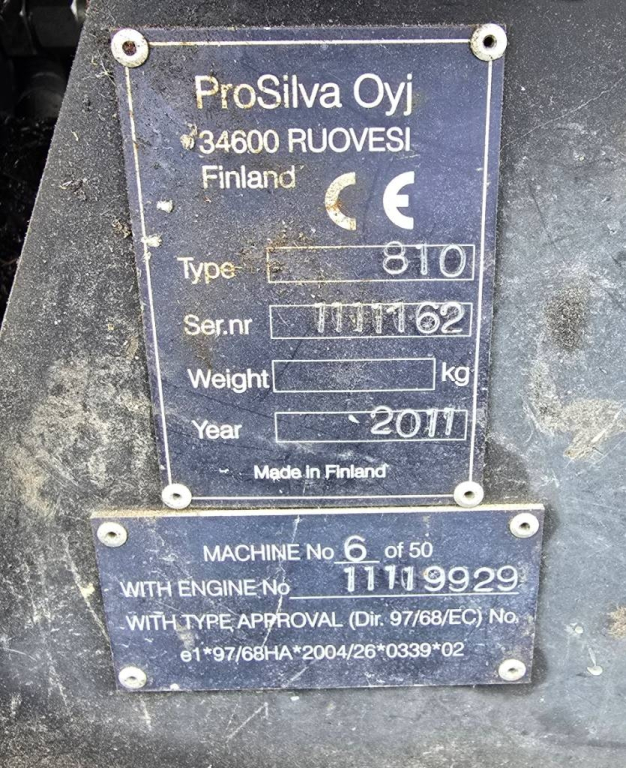 ProSilva Oyj
34600 RUOVESI
Finland
CE
Type 810
Ser.nr 1111162
Weight kg
Year 2011
Made in Finland
MACHINE No 6 of 50
WITH ENGINE No 11119929
WITH TYPE APPROVAL (Dir. 97/68/EC) No.
e1*97/68HA*2004/26*0339*02